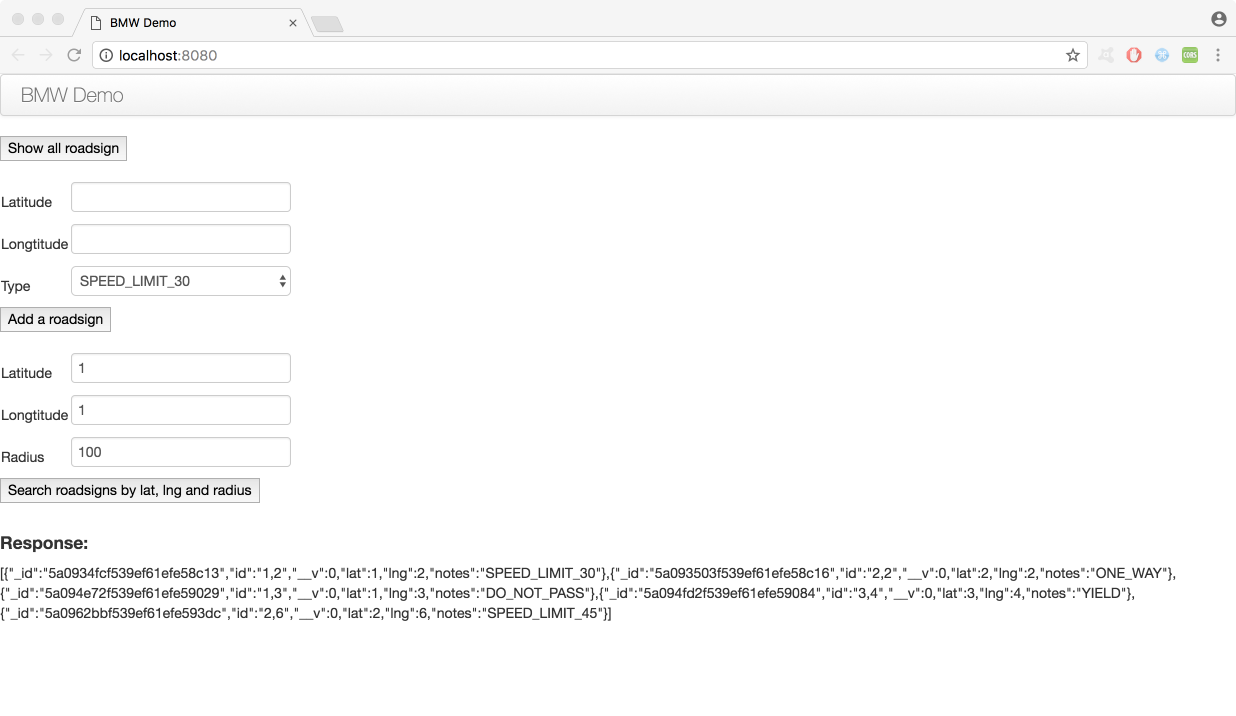 BMW Demo
localhost:8080
CORS
BMW Demo
Show all roadsign
Latitude
Longtitude
Type SPEED_LIMIT_30
Add a roadsign
Latitude 1
Longtitude 1
Radius 100
Search roadsigns by lat, lng and radius
Response:
[{"_id":"5a0934fcf539ef61efe58c13","id":"1,2","__v":0,"lat":1,"lng":2,"notes":"SPEED_LIMIT_30"},{"_id":"5a093503f539ef61efe58c16","id":"2,2","__v":0,"lat":2,"lng":2,"notes":"ONE_WAY"},
{"_id":"5a094e72f539ef61efe59029","id":"1,3","__v":0,"lat":1,"lng":3,"notes":"DO_NOT_PASS"},{"_id":"5a094fd2f539ef61efe59084","id":"3,4","__v":0,"lat":3,"lng":4,"notes":"YIELD"},
{"_id":"5a0962bbf539ef61efe593dc","id":"2,6","__v":0,"lat":2,"lng":6,"notes":"SPEED_LIMIT_45"}]